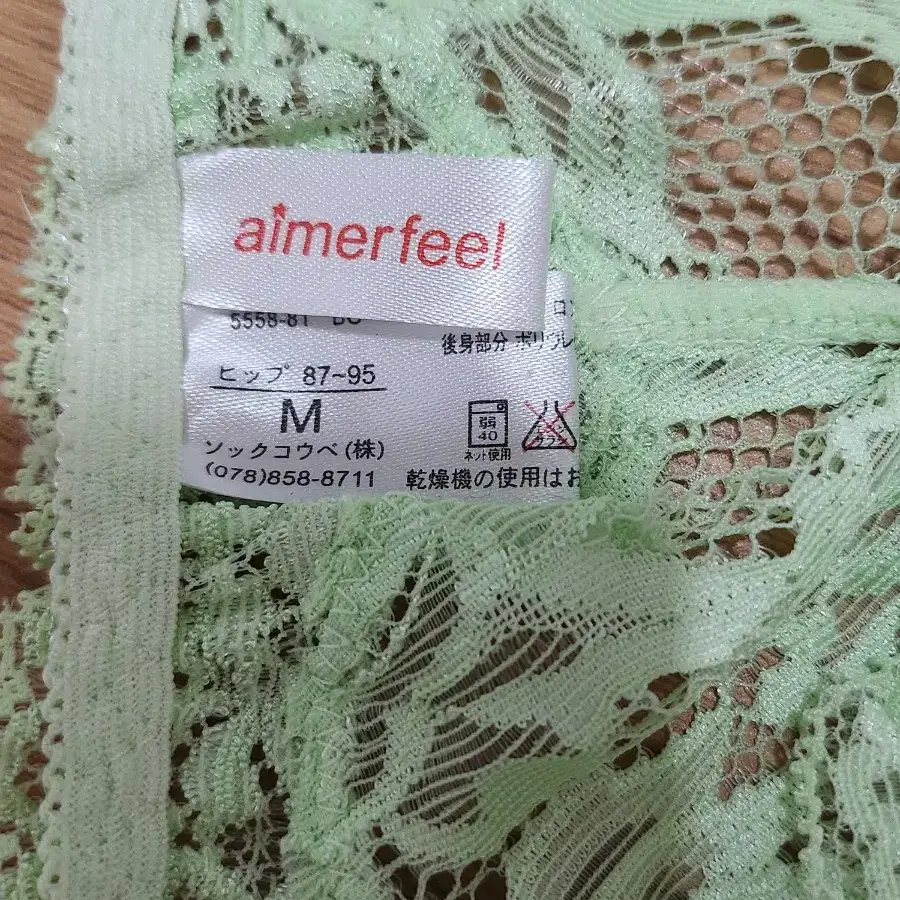 aimerfeel
5558-81
後身部分 ポリウレ
ヒップ 87~95
M
ソックコウベ(株)
(078)858-8711
弱
40
ネット使用
乾燥機の使用はお